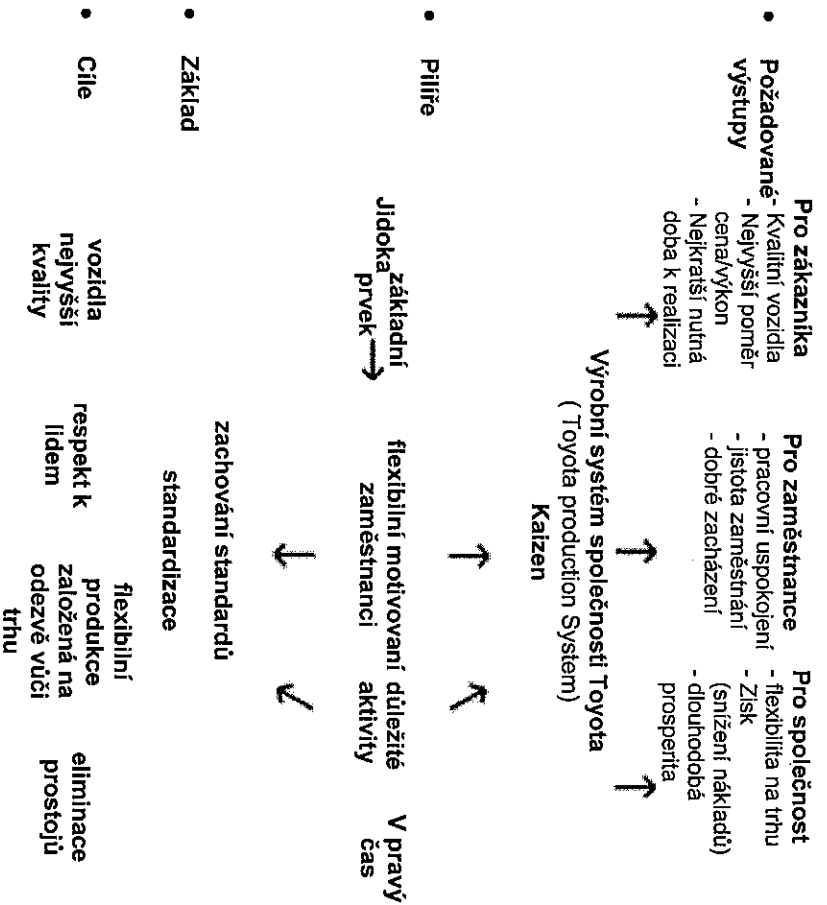 • Požadované výstupy
Pro zákazníka
- Kvalitní vozidla
- Nejvyšší poměr
cena/výkon
- Nejkratší nutná
doba k realizaci
Pro zaměstnance
- pracovní uspokojení
- jistota zaměstnání
- dobré zacházení
Pro společnost
- flexibilita na trhu
- Zisk
(snížení nákladů)
- dlouhodobá
prosperita
Výrobní systém společnosti Toyota
( Toyota production System)
Kaizen
• Pilíře
Jidoka
základní
prvek
flexibilní motivovaní
zaměstnanci
důležité
aktivity
V pravý
čas
zachování standardů
• Základ
standardizace
• Cíle
vozidla
nejvyšší
kvality
respekt k
lidem
flexibilní
produkce
založená na
odezvě vůči
trhu
eliminace
prostojů